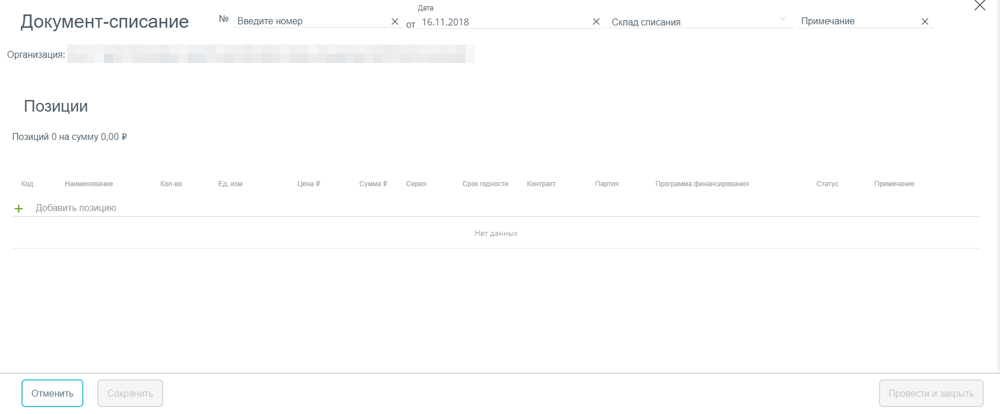 Документ-списание № Введите номер от Дата 16.11.2018 Склад списания Примечание
Организация:
Позиции
Позиций 0 на сумму 0,00 ₽
Код Наименование Кол-во Ед. изм Цена ₽ Сумма ₽ Серия Срок годности Контракт Партия Программа финансирования Статус Примечание
+ Добавить позицию
Нет данных
Отменить Сохранить Провести и закрыть